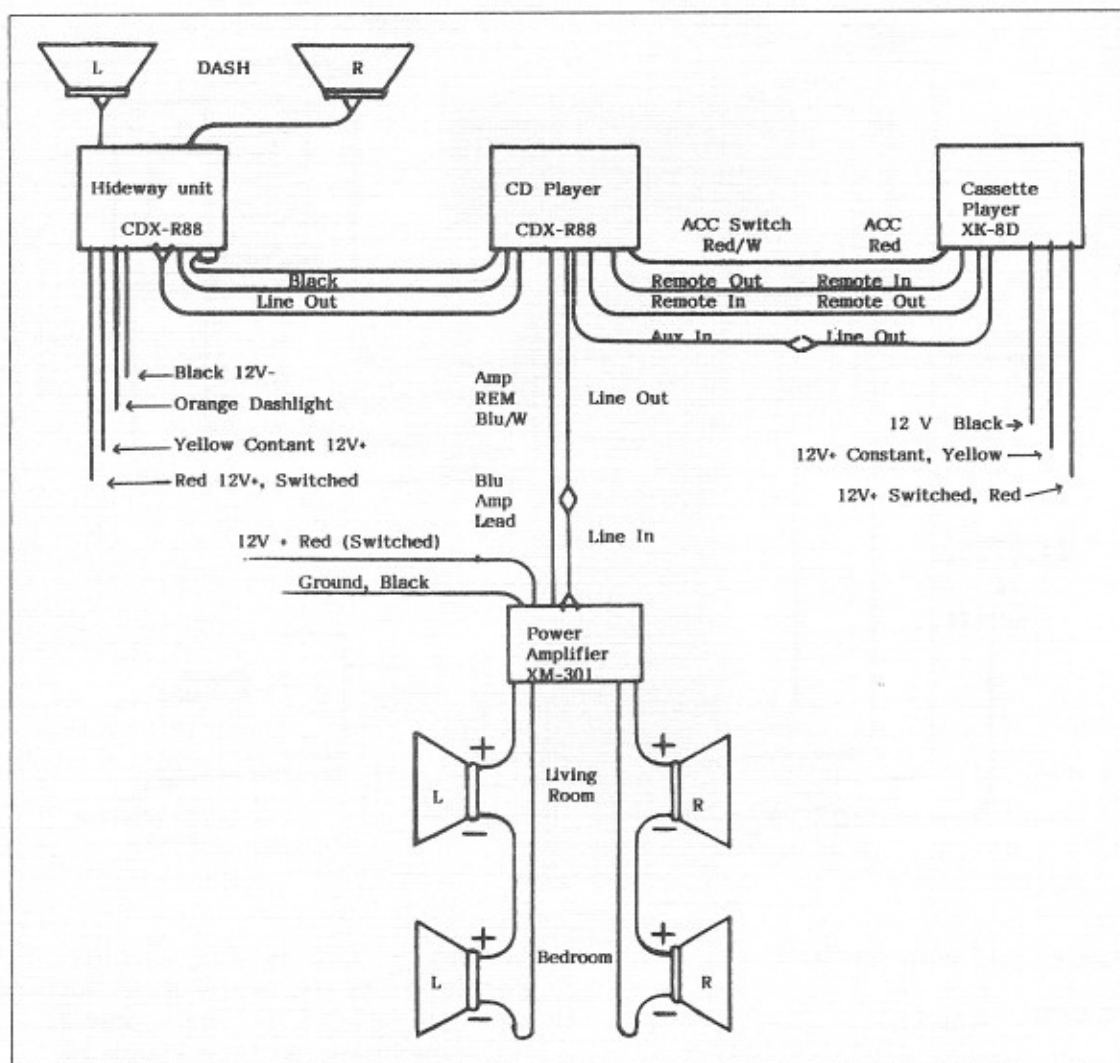 L DASH R
Hideway unit
CDX-R88
CD Player
CDX-R88
Cassette
Player
XK-8D
ACC Switch
Red/W
ACC
Red
Black
Line Out
Remote Out Remote In
Remote In Remote Out
Aux In Line Out
Black 12V-
Orange Dashlight
Yellow Contant 12V+
Red 12V+, Switched
Amp
REM
Blu/W
Line Out
12 V Black
12V+ Constant, Yellow
12V+ Switched, Red
Blu
Amp
Lead
Line In
12V + Red (Switched)
Ground, Black
Power
Amplifier
XM-301
+ +
L Living R
Room
- -
+ +
L Bedroom R
- -